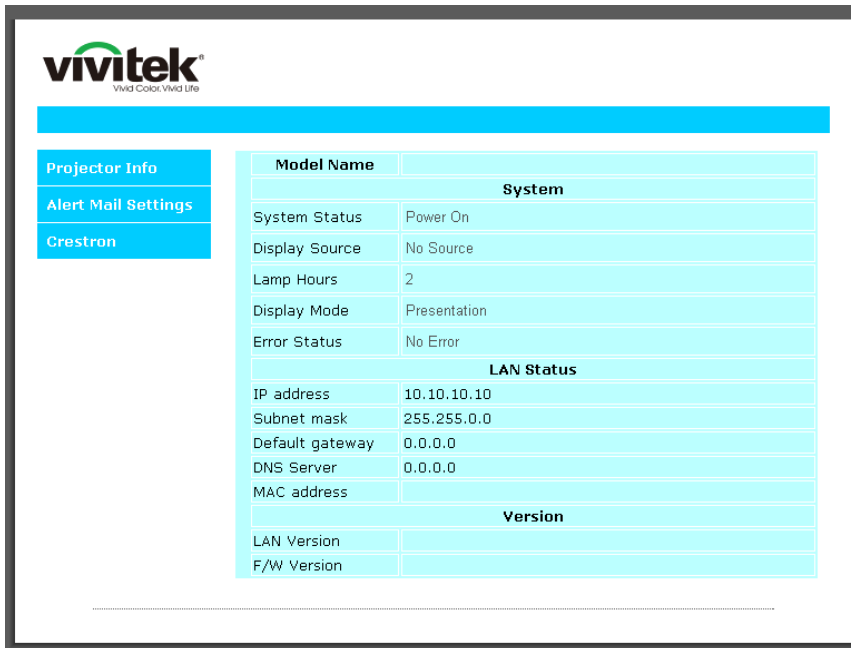 vivitek®
Vivid Color, Vivid Life
Projector Info
Alert Mail Settings
Crestron
Model Name
System
System Status Power On
Display Source No Source
Lamp Hours 2
Display Mode Presentation
Error Status No Error
LAN Status
IP address 10.10.10.10
Subnet mask 255.255.0.0
Default gateway 0.0.0.0
DNS Server 0.0.0.0
MAC address
Version
LAN Version
F/W Version